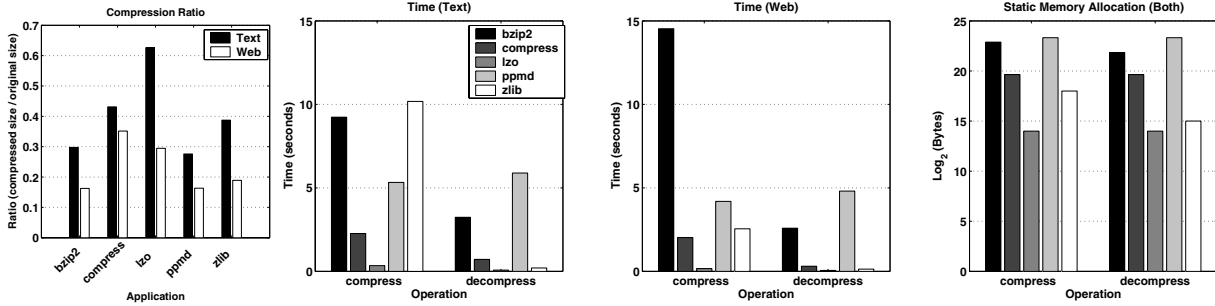 Compression Ratio
Ratio (compressed size / original size)
0.7
0.6
0.5
0.4
0.3
0.2
0.1
0
Text
Web
bzip2
compress
lzo
ppmd
zlib
Application
Time (Text)
Time (seconds)
15
10
5
0
bzip2
compress
lzo
ppmd
zlib
compress
decompress
Operation
Time (Web)
Time (seconds)
15
10
5
0
compress
decompress
Operation
Static Memory Allocation (Both)
Log2 (Bytes)
25
20
15
10
5
0
compress
decompress
Operation